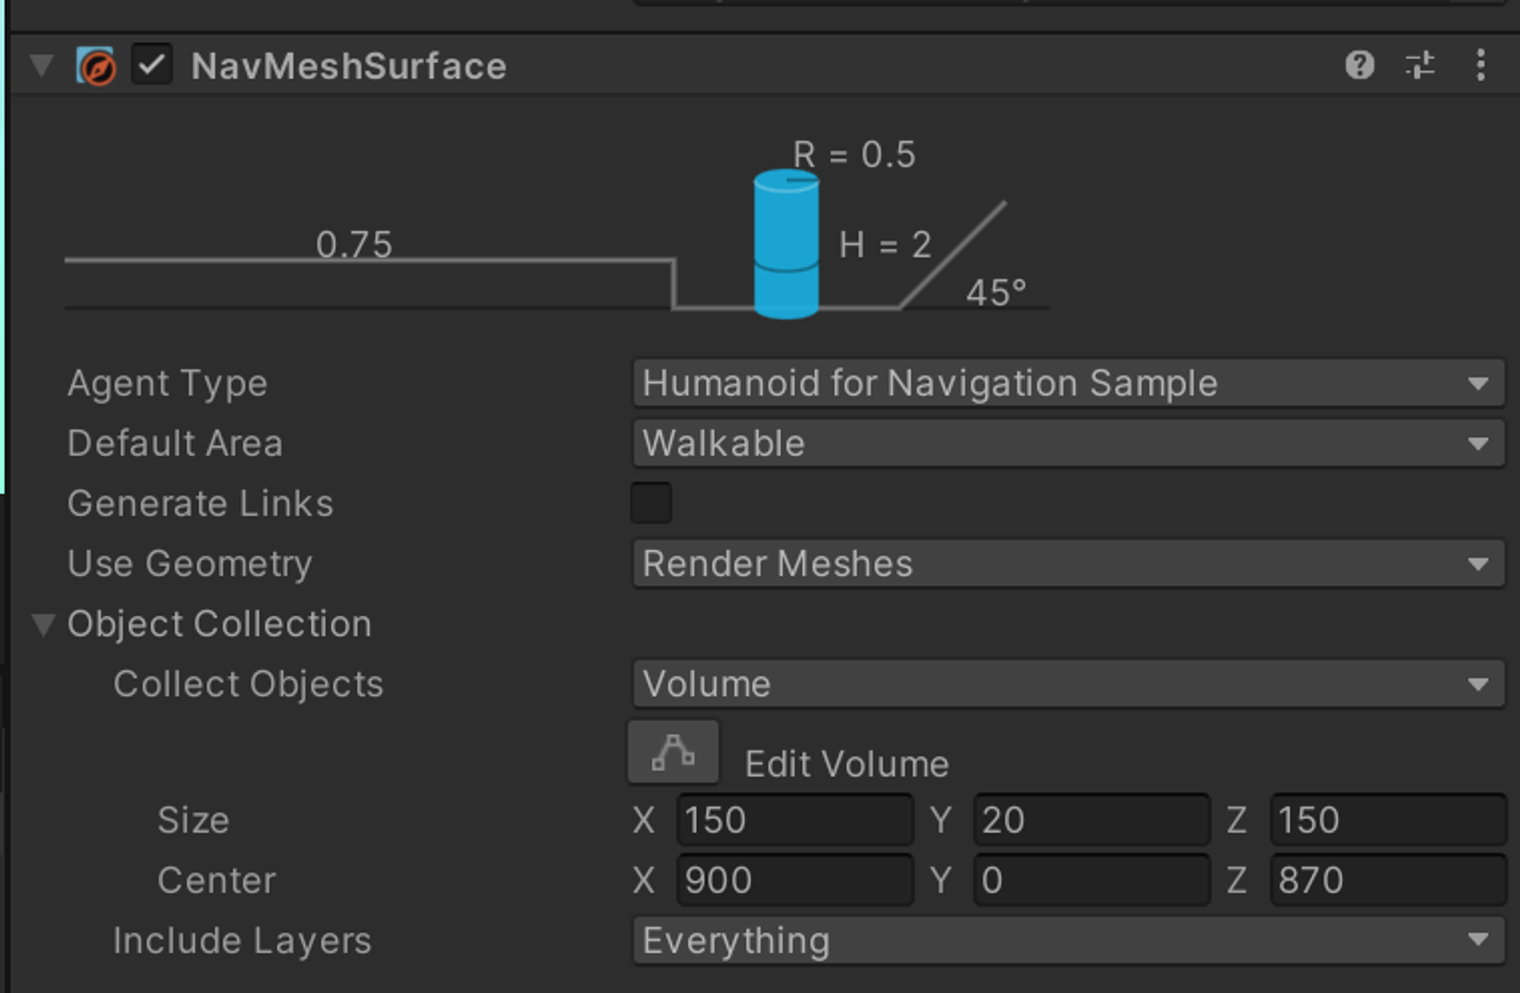 NavMeshSurface
R = 0.5
0.75
H = 2
45°
Agent Type Humanoid for Navigation Sample
Default Area Walkable
Generate Links
Use Geometry Render Meshes
Object Collection
Collect Objects Volume
Edit Volume
Size X 150 Y 20 Z 150
Center X 900 Y 0 Z 870
Include Layers Everything